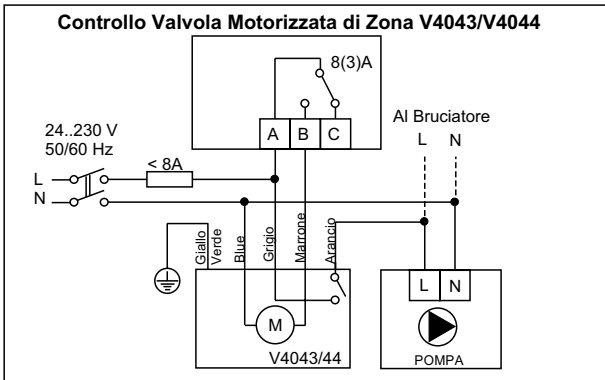 Controllo Valvola Motorizzata di Zona V4043/V4044
8(3)A
A B C
24..230 V
50/60 Hz
< 8A
L
N
Al Bruciatore
L N
Giallo
Verde
Blue
Grigio
Marrone
Arancio
M
V4043/44
L N
POMPA